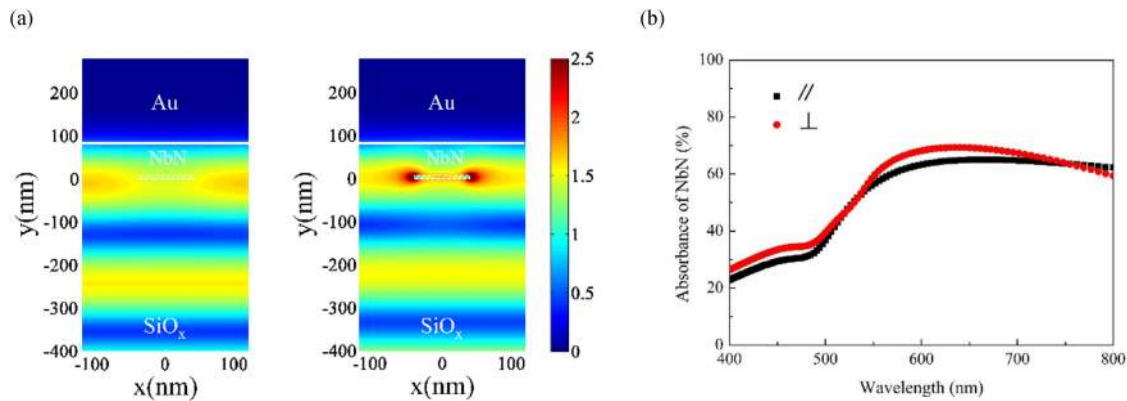 (a)
(b)
Au
NbN
SiOₓ
y(nm)
200
100
0
-100
-200
-300
-400
-100 0 100
x(nm)
Au
NbN
SiOₓ
y(nm)
200
100
0
-100
-200
-300
-400
-100 0 100
x(nm)
2.5
2
1.5
1
0.5
0
Absorbance of NbN (%)
100
80
60
40
20
0
//
⊥
400 500 600 700 800
Wavelength (nm)